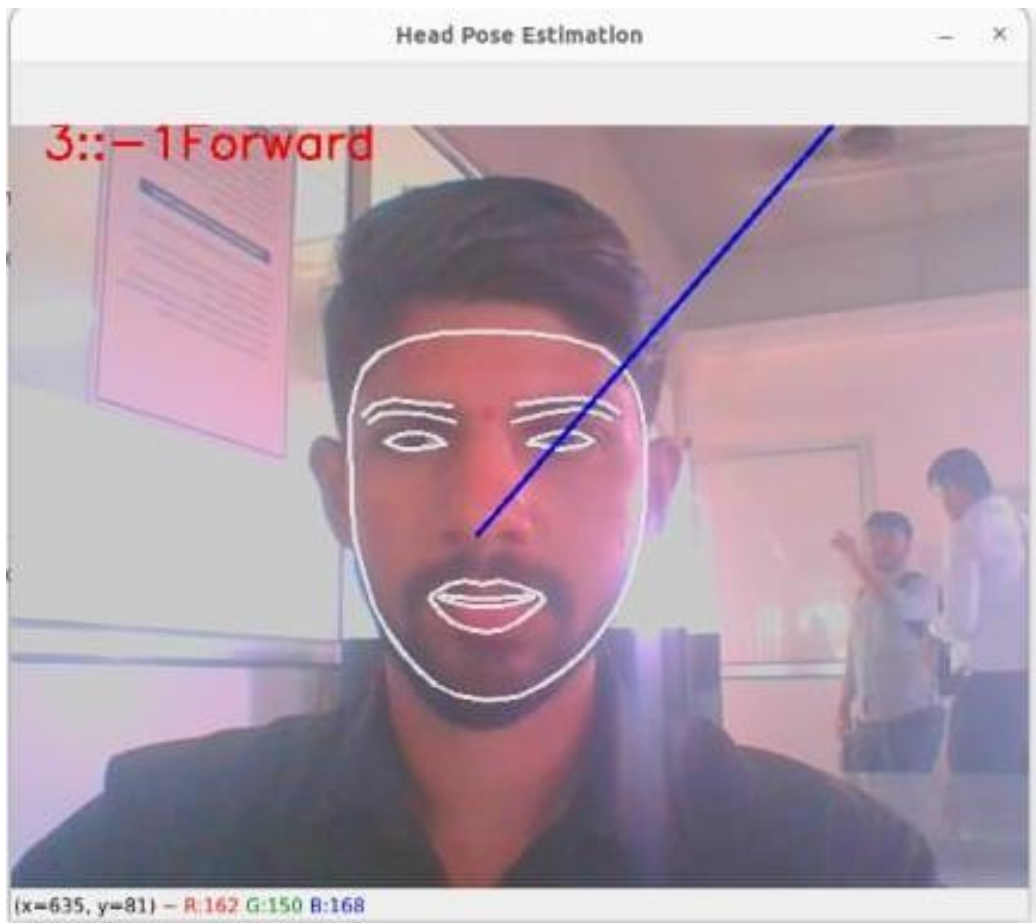 Head Pose Estimation
3::-1Forward
(x=635, y=81) ~ R:162 G:150 B:168